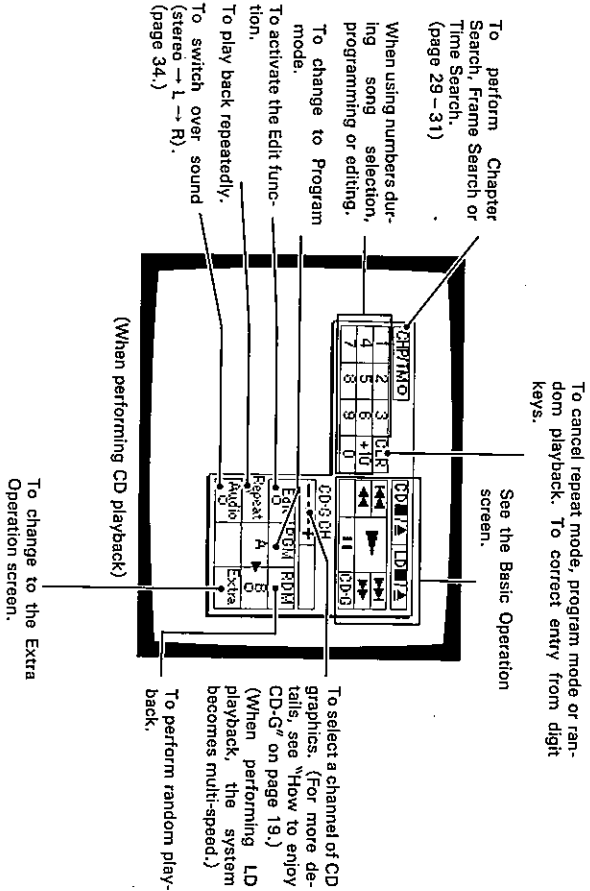 To cancel repeat mode, program mode or ran-
dom playback. To correct entry from digit
keys.
See the Basic Operation
screen.
To perform Chapter
Search, Frame Search or
Time Search.
(page 29–31)
When using numbers dur-
ing song selection,
programming or editing.
To change to Program
mode.
To activate the Edit func-
tion.
To play back repeatedly.
To switch over sound
(stereo → L → R).
(page 34.)
CHP/TM O
CLR
1 2 3
4 5 6 +10
7 8 9 0
CD■/▲ LD■/▲
|◀◀ ▶ ▶▶|
◀◀ II ▶▶ CD-G
CD-G CH
– +
Edit PGM RDM
Repeat A ▶ B
Audio Extra
To select a channel of CD
graphics. (For more de-
tails, see "How to enjoy
CD-G" on page 19.)
(When performing LD
playback, the system
becomes multi-speed.)
To perform random play-
back.
(When performing CD playback)
To change to the Extra
Operation screen.